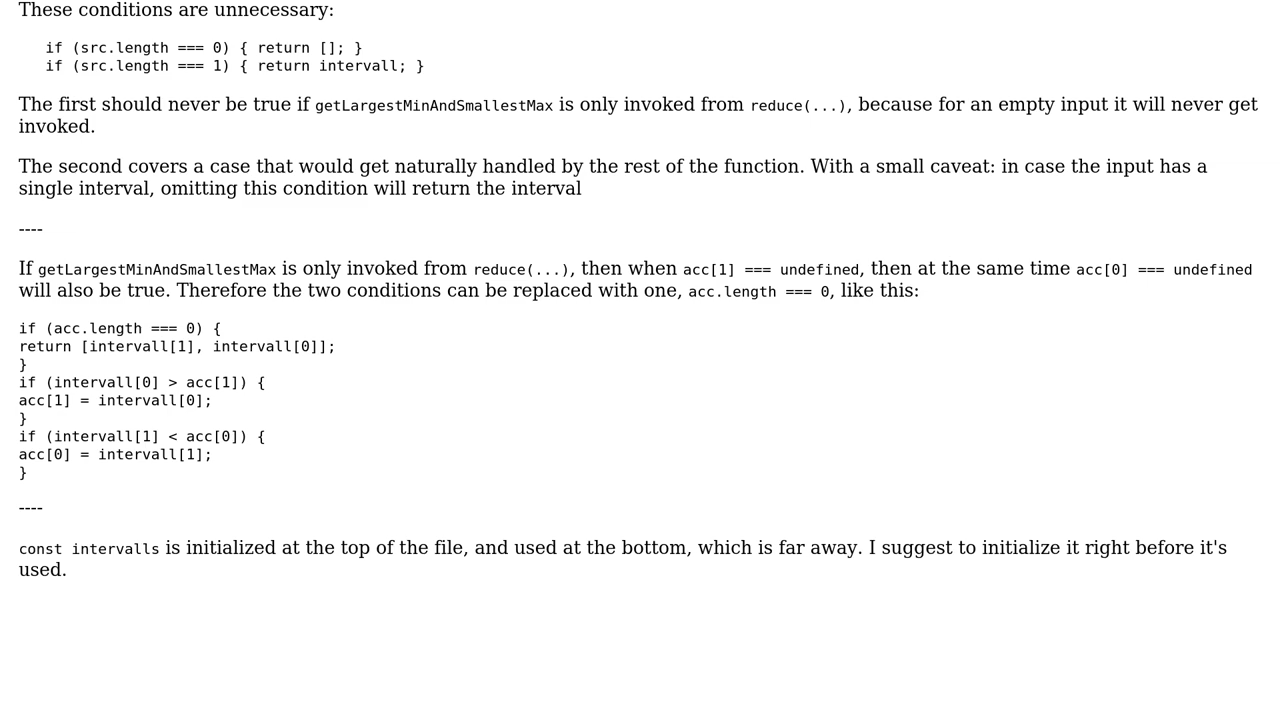 These conditions are unnecessary:
if (src.length === 0) { return []; }
if (src.length === 1) { return intervall; }
The first should never be true if getLargestMinAndSmallestMax is only invoked from reduce(...), because for an empty input it will never get
invoked.
The second covers a case that would get naturally handled by the rest of the function. With a small caveat: in case the input has a
single interval, omitting this condition will return the interval
----
If getLargestMinAndSmallestMax is only invoked from reduce(...), then when acc[1] === undefined, then at the same time acc[0] === undefined
will also be true. Therefore the two conditions can be replaced with one, acc.length === 0, like this:
if (acc.length === 0) {
return [intervall[1], intervall[0]];
}
if (intervall[0] > acc[1]) {
acc[1] = intervall[0];
}
if (intervall[1] < acc[0]) {
acc[0] = intervall[1];
}
----
const intervalls is initialized at the top of the file, and used at the bottom, which is far away. I suggest to initialize it right before it's
used.